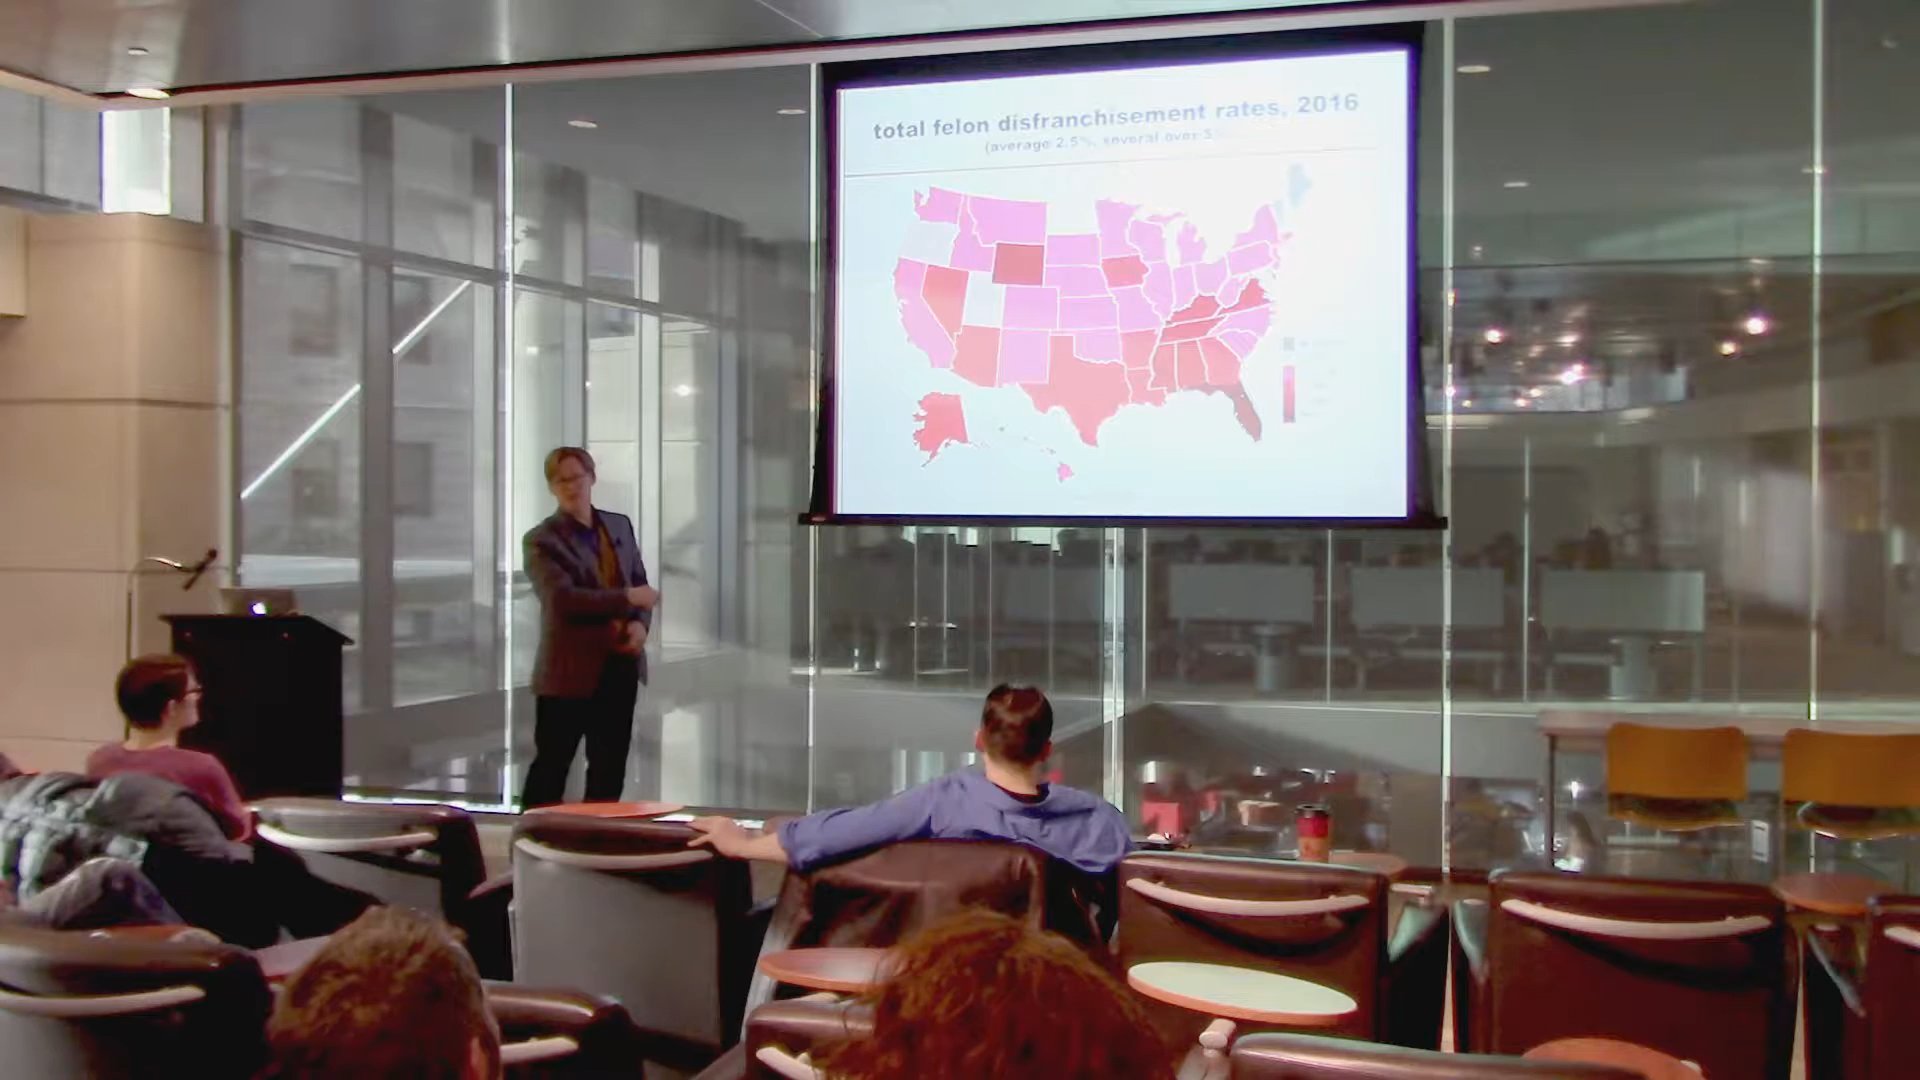 total felon disfranchisement rates, 2016
(average 2.5%, several over 5